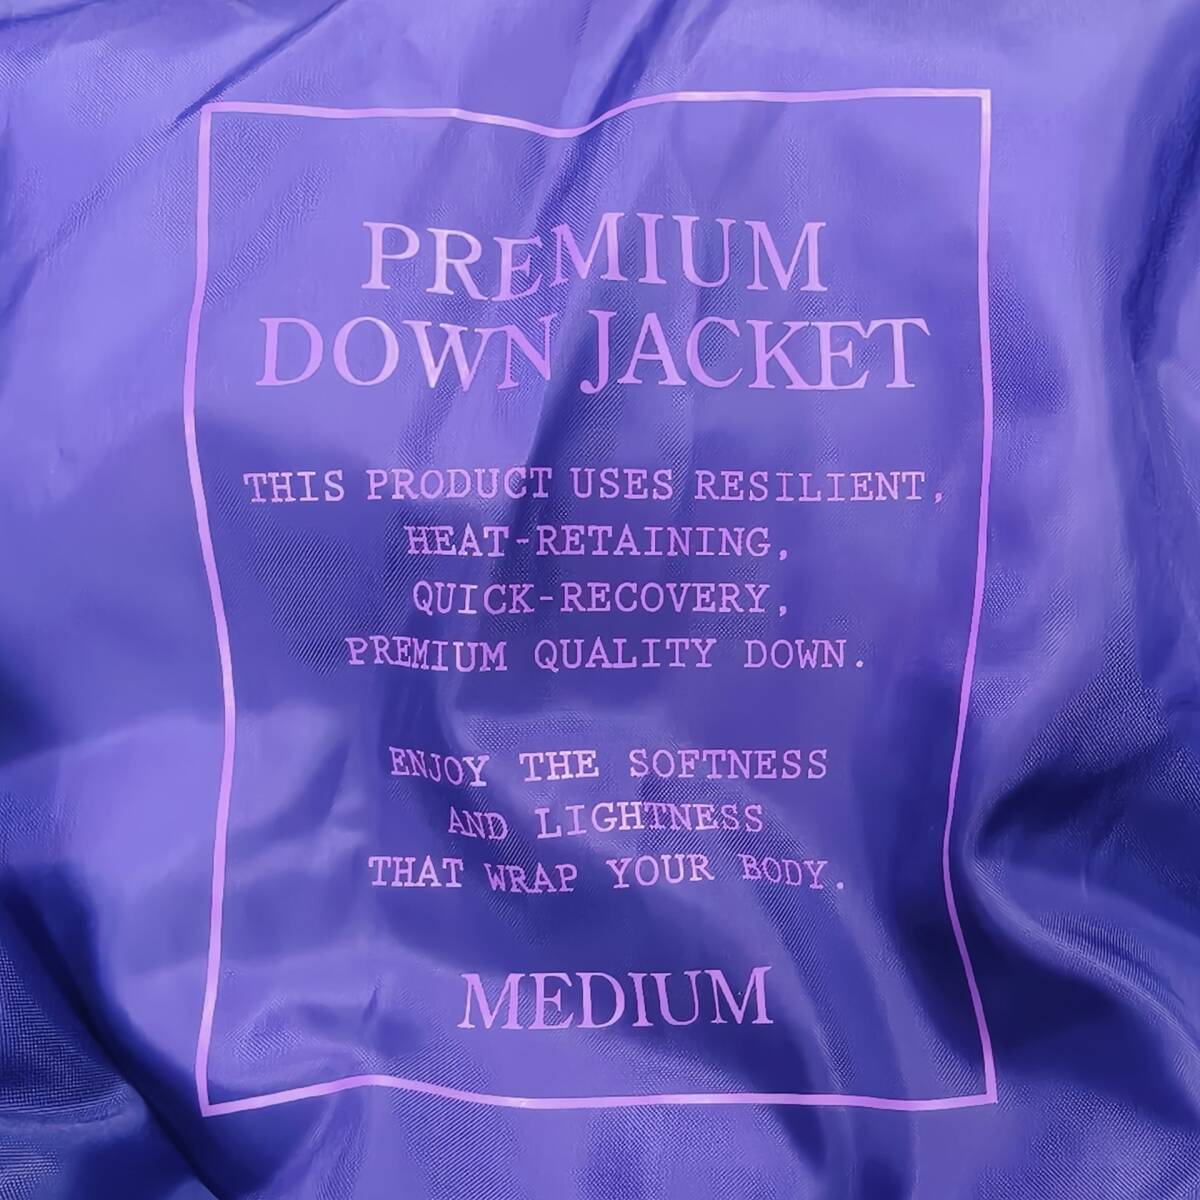 PREMIUM
DOWN JACKET
THIS PRODUCT USES RESILIENT,
HEAT-RETAINING,
QUICK-RECOVERY,
PREMIUM QUALITY DOWN.
ENJOY THE SOFTNESS
AND LIGHTNESS
THAT WRAP YOUR BODY.
MEDIUM